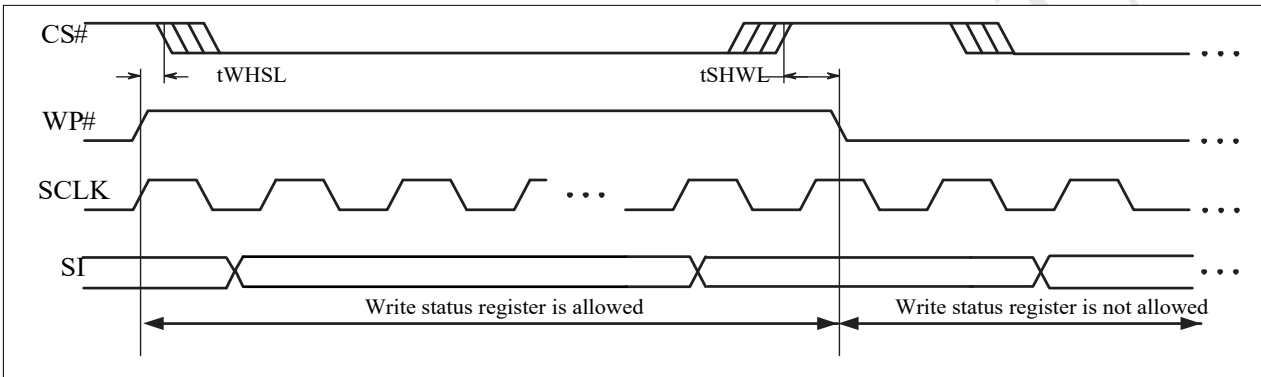 CS#
tWHSL
tSHWL
. . .
WP#
. . .
SCLK
. . .
. . .
SI
. . .
Write status register is allowed
Write status register is not allowed